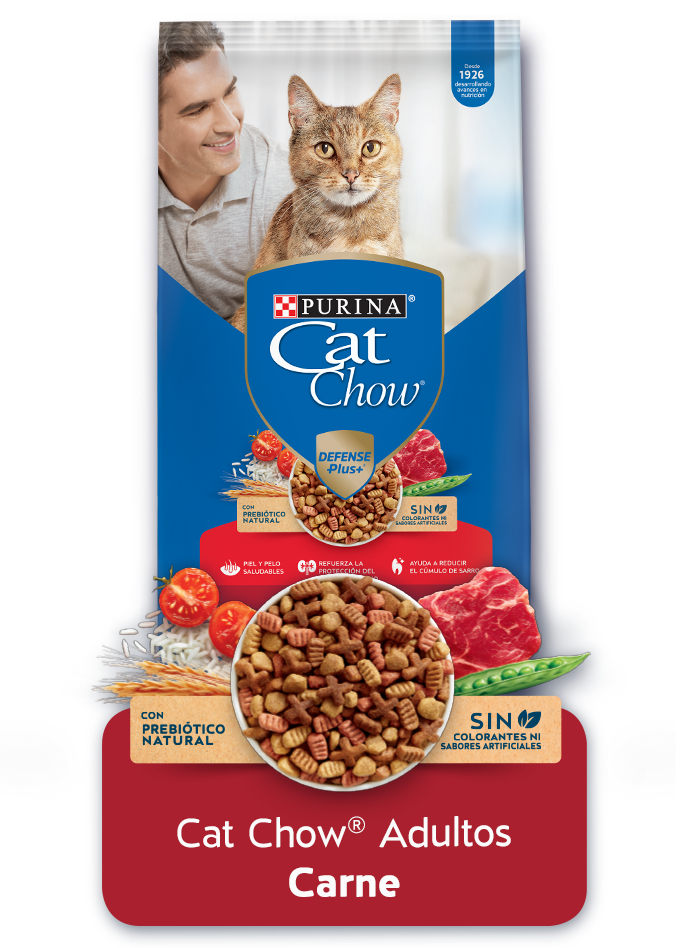 Desde
1926
desarrollando
avances en
nutrición
PURINA®
Cat
Chow®
DEFENSE
Plus+
CON
PREBIÓTICO
NATURAL
SIN
COLORANTES NI
SABORES ARTIFICIALES
PIEL Y PELO
SALUDABLES
REFUERZA LA
PROTECCIÓN DEL
AYUDA A REDUCIR
EL CÚMULO DE SARRO
CON
PREBIÓTICO
NATURAL
SIN
COLORANTES NI
SABORES ARTIFICIALES
Cat Chow® Adultos
Carne